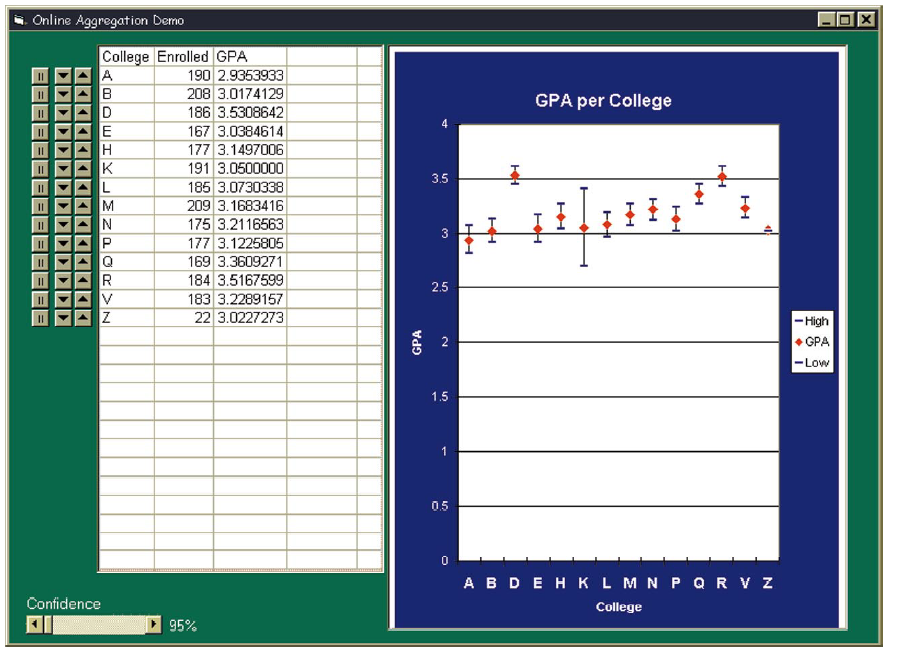 Online Aggregation Demo
College Enrolled GPA
A 190 2.9353933
B 208 3.0174129
D 186 3.5308642
E 167 3.0384614
H 177 3.1497006
K 191 3.0500000
L 185 3.0730338
M 209 3.1683416
N 175 3.2116563
P 177 3.1225805
Q 169 3.3609271
R 184 3.5167599
V 183 3.2289157
Z 22 3.0227273
Confidence
95%
GPA per College
4
3.5
3
2.5
2
1.5
1
0.5
0
GPA
A B D E H K L M N P Q R V Z
College
High
GPA
Low